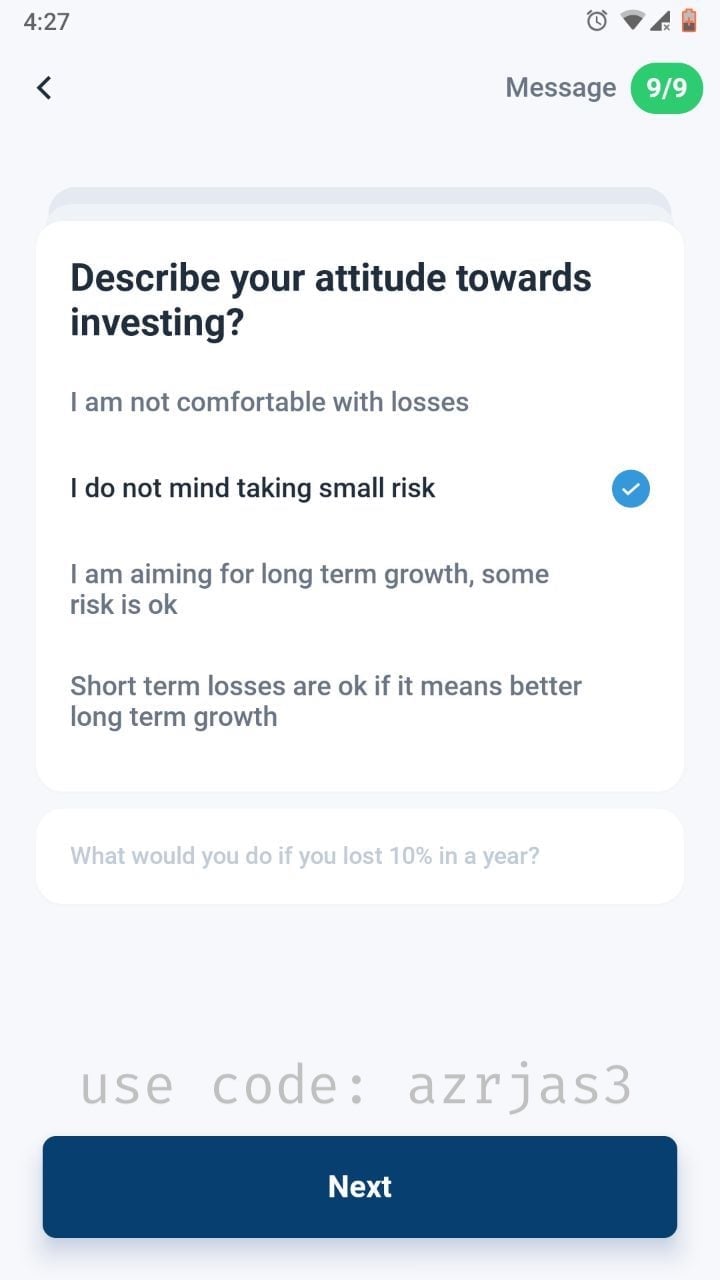 4:27
Message 9/9
Describe your attitude towards
investing?
I am not comfortable with losses
I do not mind taking small risk
I am aiming for long term growth, some
risk is ok
Short term losses are ok if it means better
long term growth
What would you do if you lost 10% in a year?
use code: azrjas3
Next